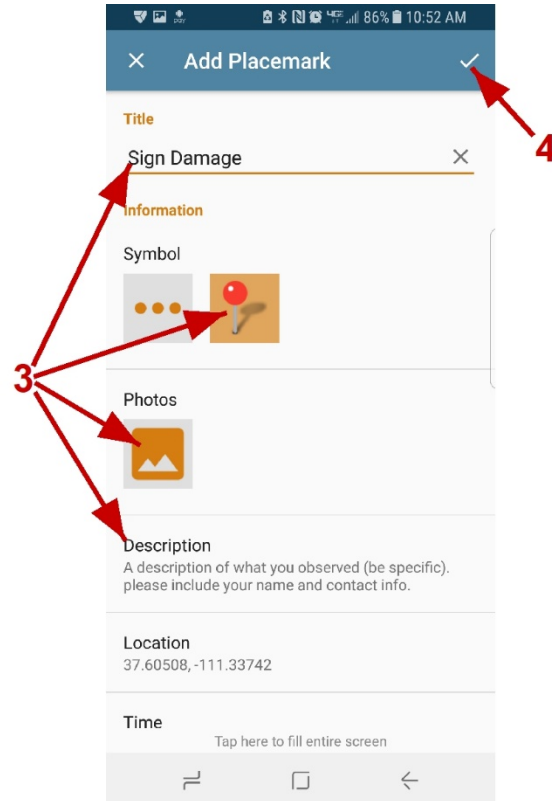 86% 10:52 AM
Add Placemark
4
Title
Sign Damage
Information
Symbol
3
Photos
Description
A description of what you observed (be specific).
please include your name and contact info.
Location
37.60508, -111.33742
Time
Tap here to fill entire screen